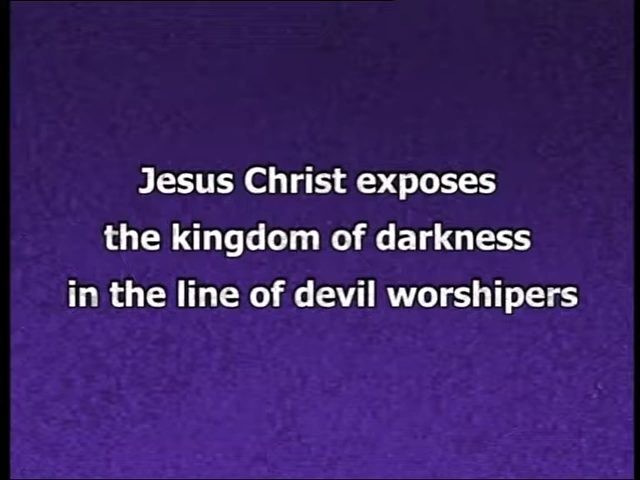 Jesus Christ exposes
the kingdom of darkness
in the line of devil worshipers